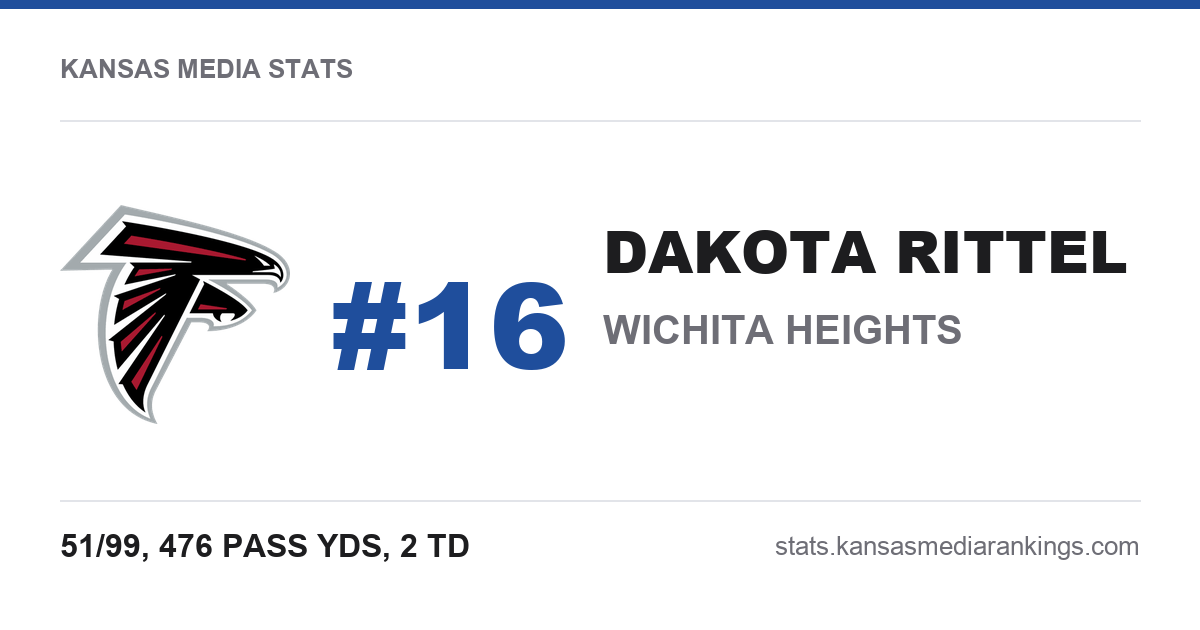 KANSAS MEDIA STATS
#16
DAKOTA RITTEL
WICHITA HEIGHTS
51/99, 476 PASS YDS, 2 TD
stats.kansasmediarankings.com